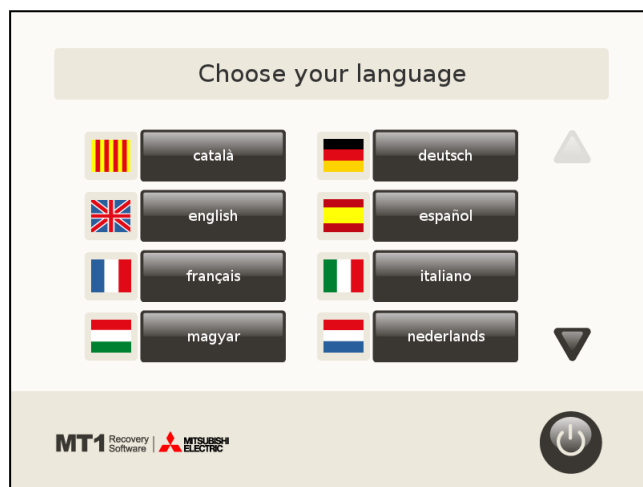 Choose your language
català
deutsch
english
español
français
italiano
magyar
nederlands
MT1 Recovery Software
MITSUBISHI ELECTRIC